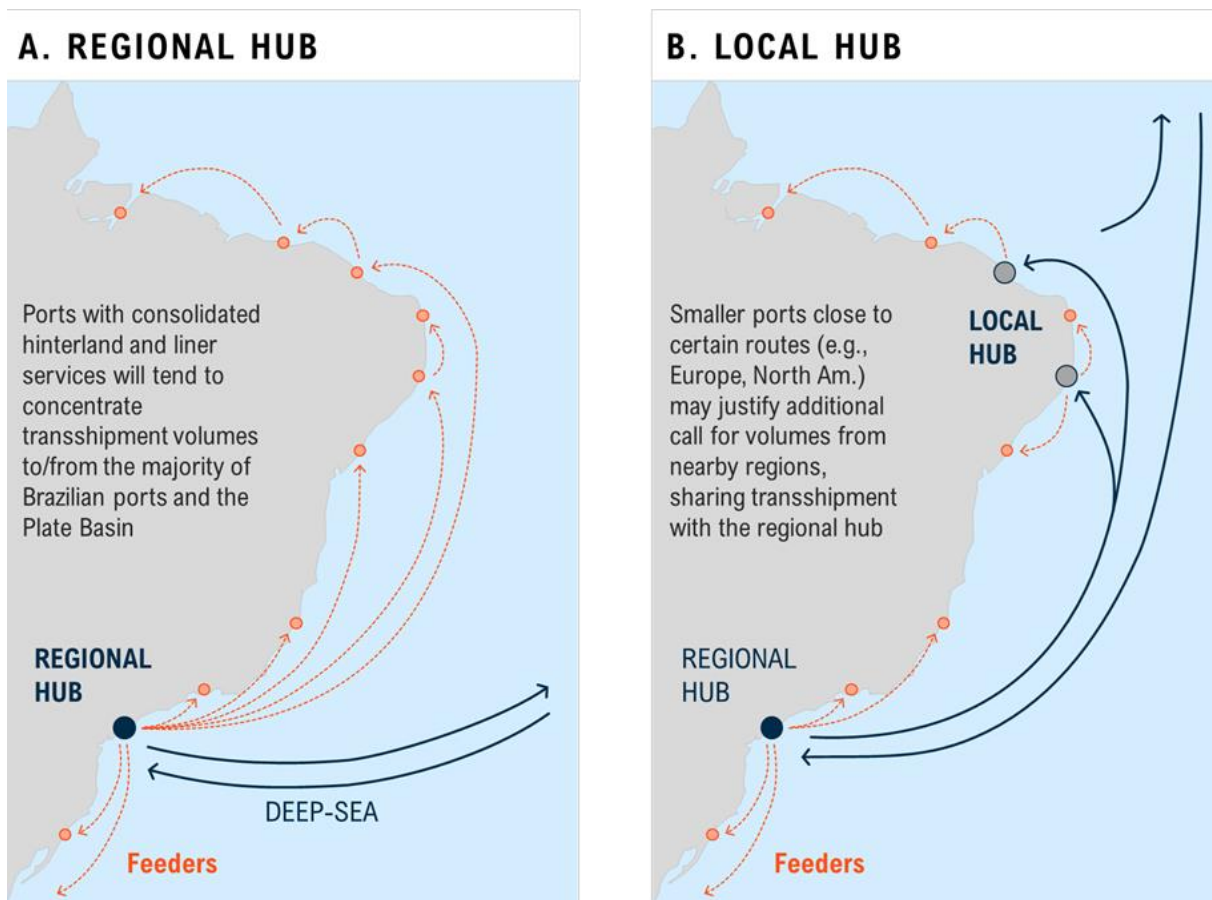 A. REGIONAL HUB
Ports with consolidated
hinterland and liner
services will tend to
concentrate
transshipment volumes
to/from the majority of
Brazilian ports and the
Plate Basin
REGIONAL
HUB
DEEP-SEA
Feeders
B. LOCAL HUB
Smaller ports close to
certain routes (e.g.,
Europe, North Am.)
may justify additional
call for volumes from
nearby regions,
sharing transshipment
with the regional hub
LOCAL
HUB
REGIONAL
HUB
Feeders